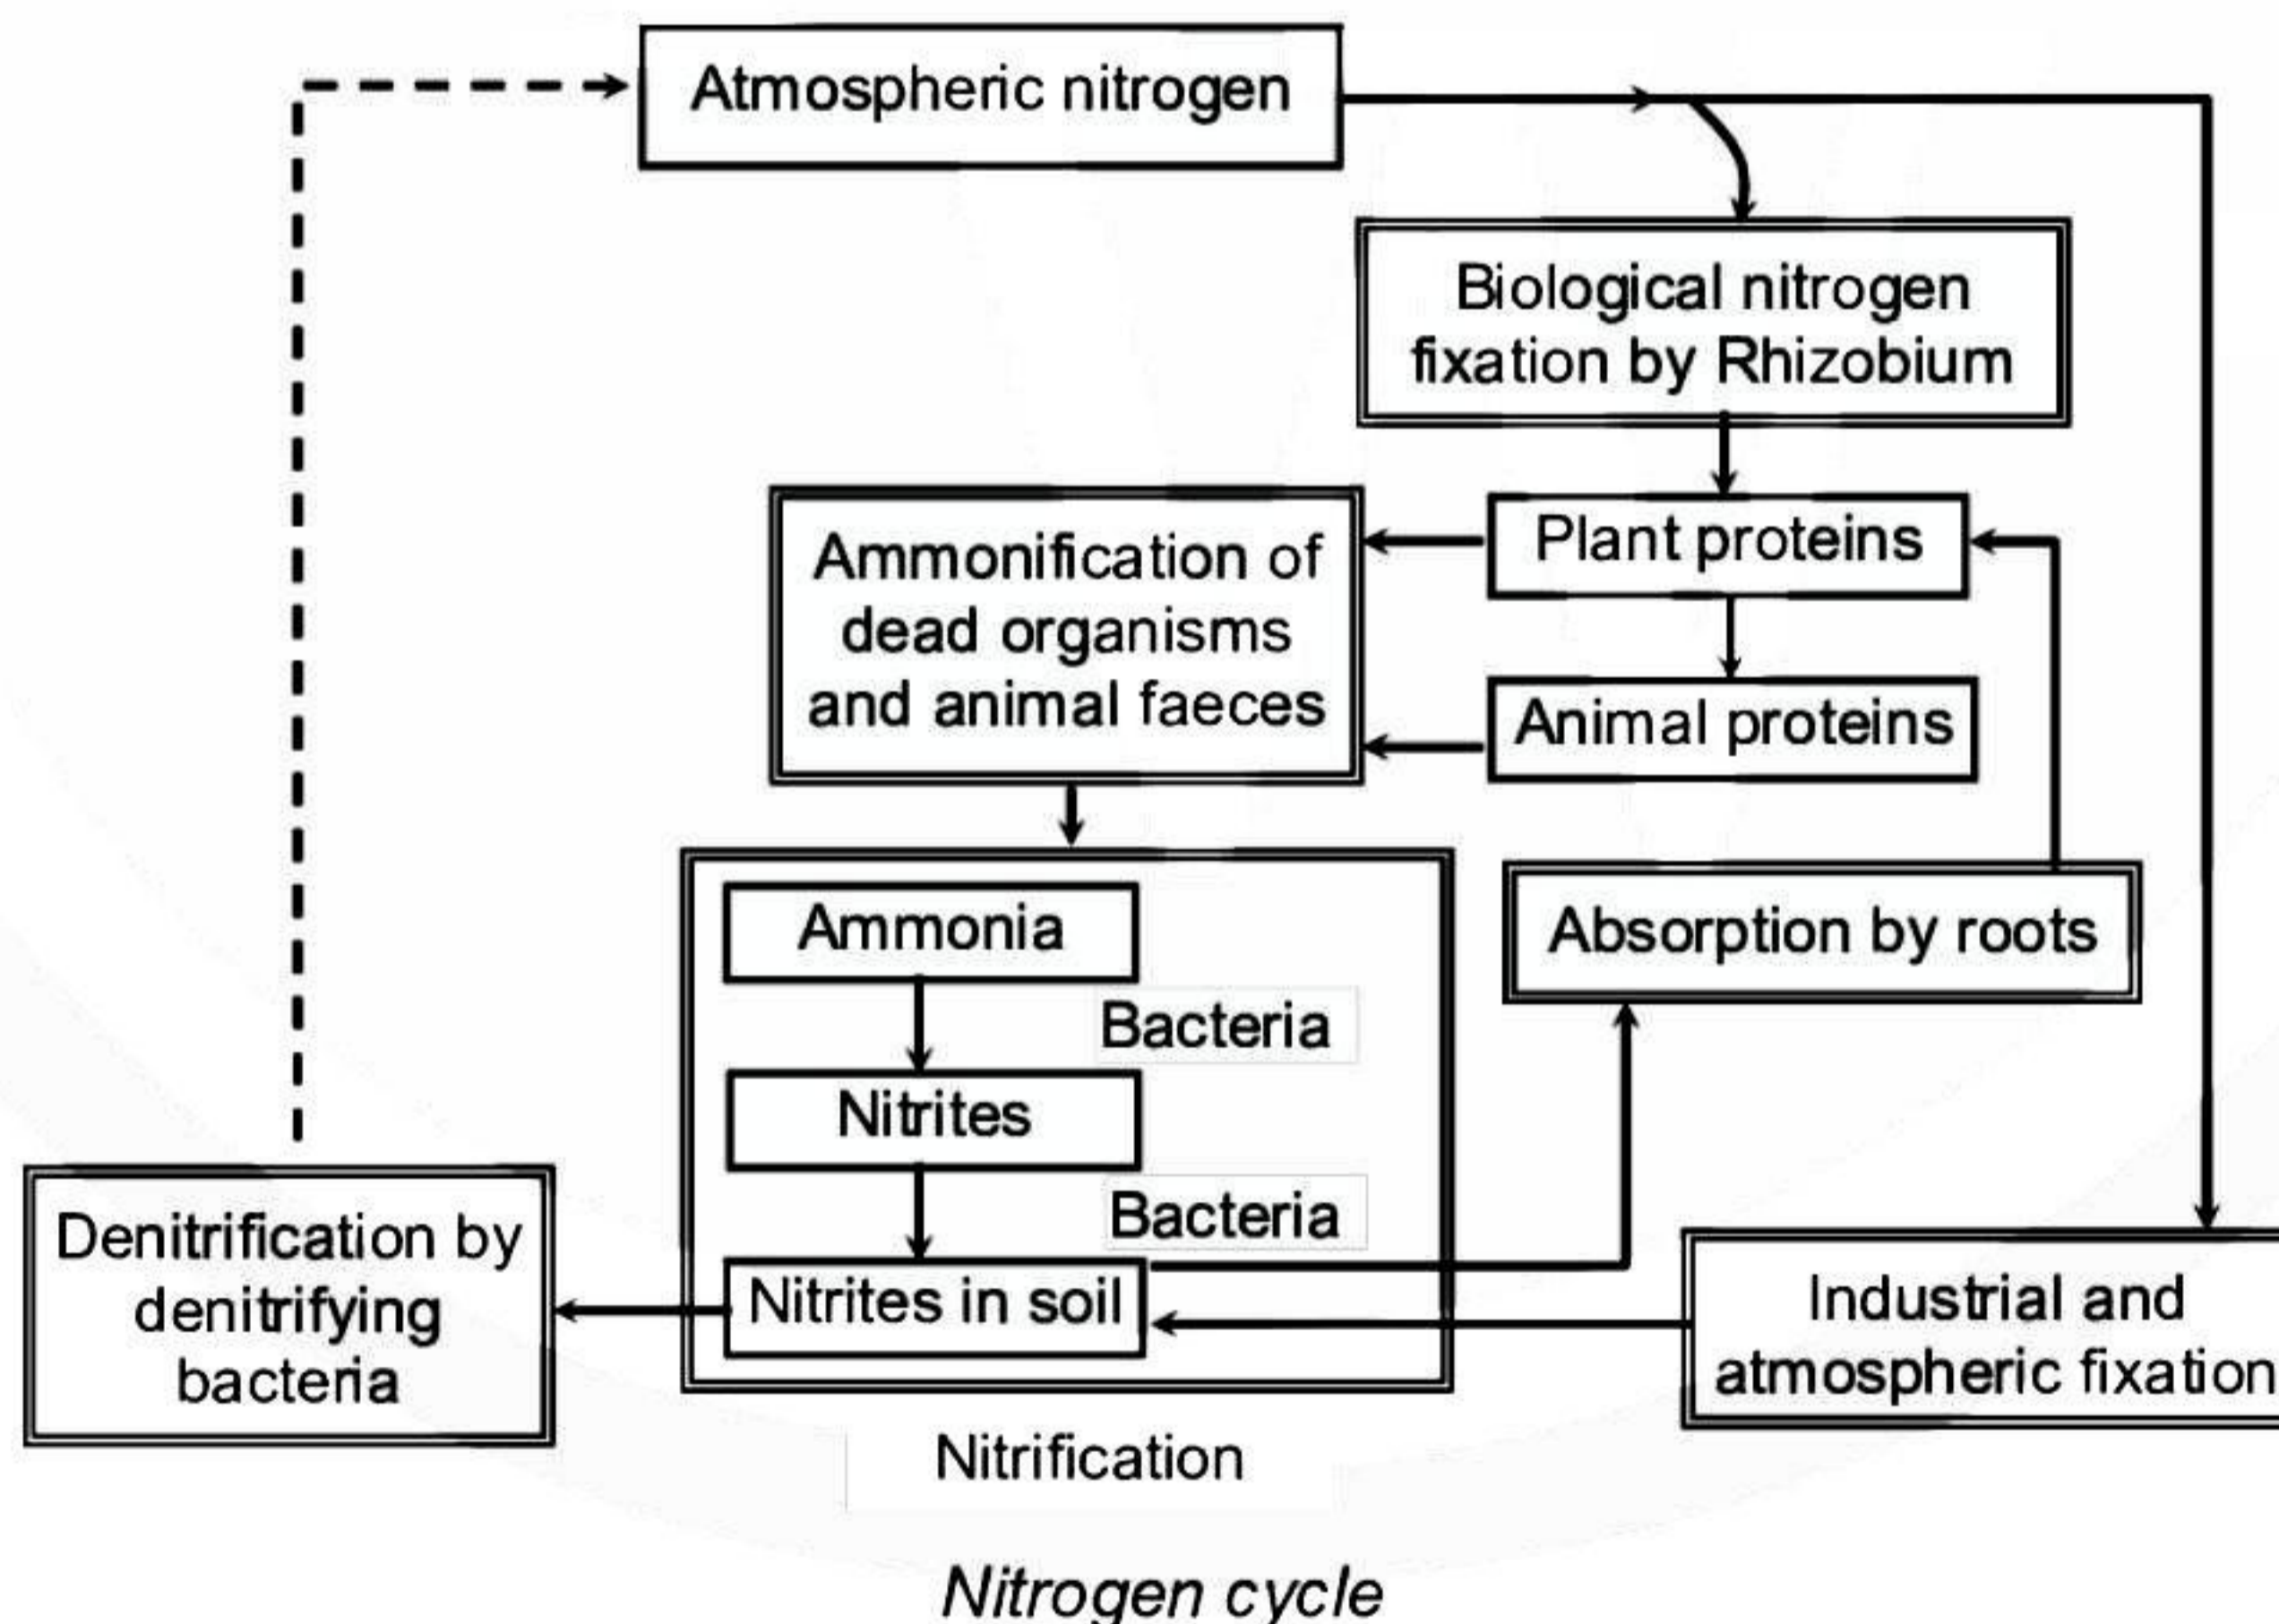 Atmospheric nitrogen
Biological nitrogen
fixation by Rhizobium
Plant proteins
Ammonification of
dead organisms
and animal faeces
Animal proteins
Ammonia
Absorption by roots
Bacteria
Nitrites
Bacteria
Denitrification by
denitrifying
bacteria
Nitrites in soil
Industrial and
atmospheric fixation
Nitrification
Nitrogen cycle